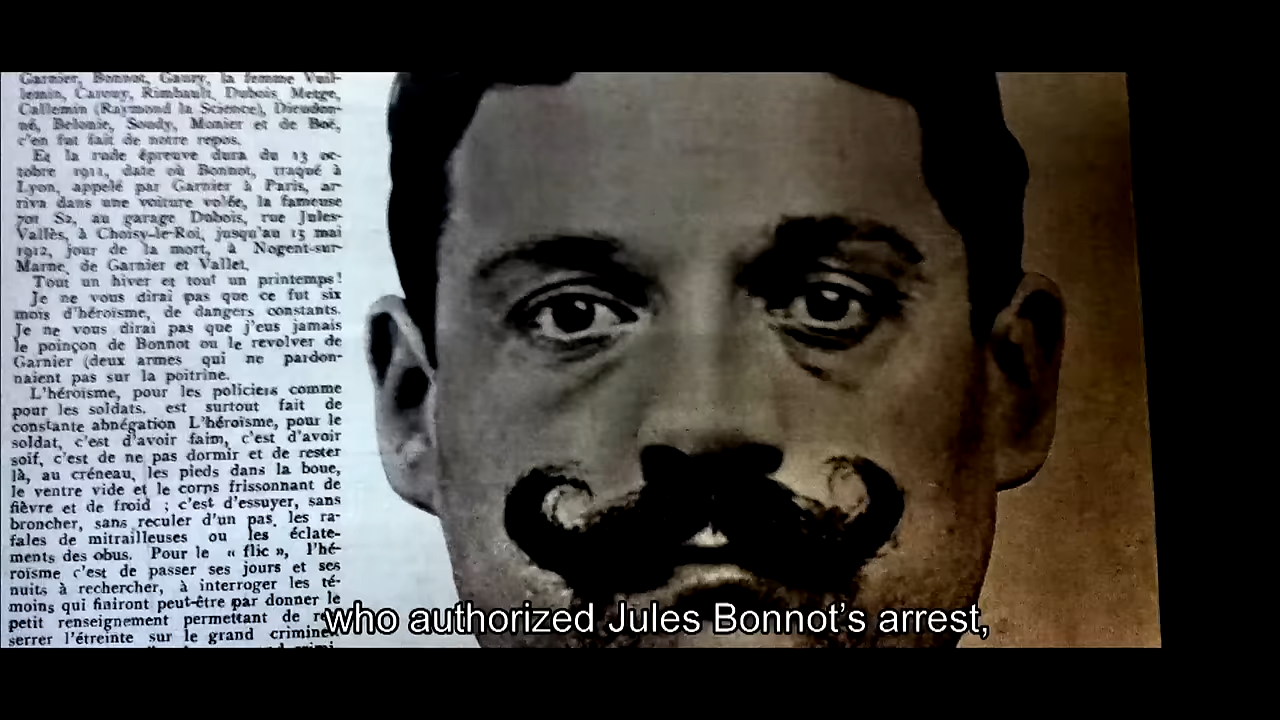 Garnier, Bonnot, Gauzy, la femme Vuil-
lemin, Carouy, Rimbault, Dubois, Metge,
Callemin (Raymond la Science), Dieudon-
né, Belonie, Soudy, Monier et de Boë,
c'en fut fait de notre repos.
Et la rude épreuve dura du 13 oc-
tobre 1911, date où Bonnot, traqué à
Lyon, appelé par Garnier à Paris, ar-
riva dans une voiture volée, la fameuse
701 S2, au garage Dubois, rue Jules-
Vallès, à Choisy-le-Roi, jusqu'au 15 mai
1912, jour de la mort, à Nogent-sur-
Marne, de Garnier et Vallet.
Tout un hiver et tout un printemps!
Je ne vous dirai pas que ce fut six
mois d'héroïsme, de dangers constants.
Je ne vous dirai pas que j'eus jamais
le poinçon de Bonnot ou le revolver de
Garnier (deux armes qui ne pardon-
naient pas sur la poitrine.
L'héroïsme, pour les policiers comme
pour les soldats. est surtout fait de
constante abnégation L'héroïsme, pour le
soldat, c'est d'avoir faim, c'est d'avoir
soif, c'est de ne pas dormir et de rester
là, au créneau, les pieds dans la boue,
le ventre vide et le corps frissonnant de
fièvre et de froid ; c'est d'essuyer, sans
broncher, sans reculer d'un pas, les ra-
fales de mitrailleuses ou les éclate-
ments des obus. Pour le « flic », l'hé-
roïsme c'est de passer ses jours et ses
nuits à rechercher, à interroger les té-
moins qui finiront peut-être par donner le
petit renseignement permettant de
serrer l'étreinte sur le grand criminel
who authorized Jules Bonnot's arrest,